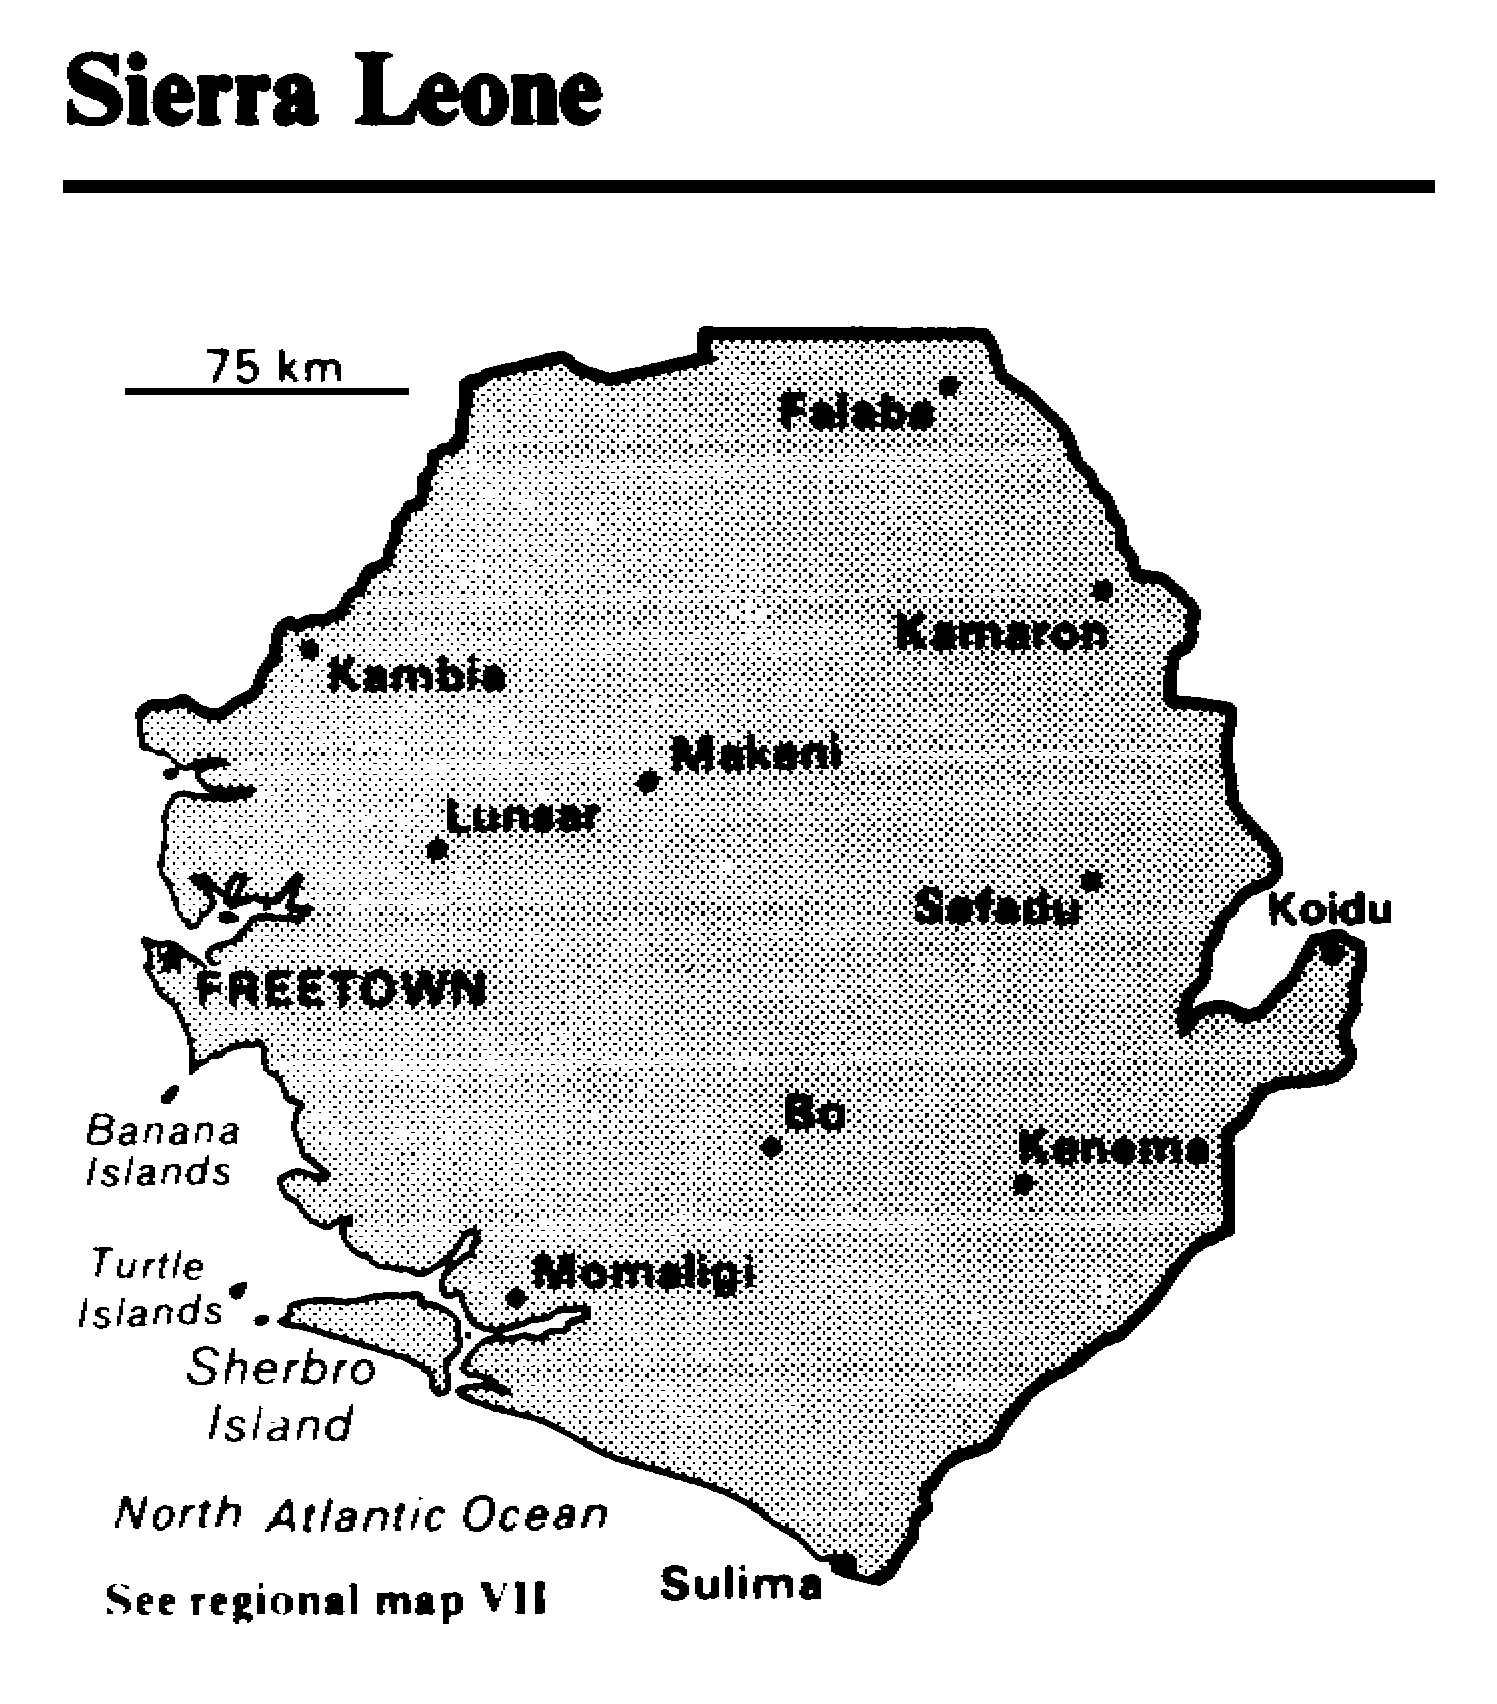 Sierra Leone
75 km
Falaba
Kamaron
Kambia
Makeni
Lunsar
Sefadu
Koidu
FREETOWN
Banana
Islands
Bo
Kenema
Turtle
Islands
Momaligi
Sherbro
Island
North Atlantic Ocean
Sulima
See regional map VII